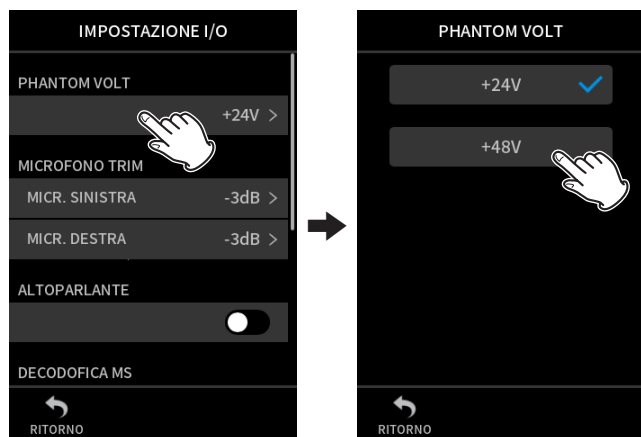 IMPOSTAZIONE I/O
PHANTOM VOLT
+24V >
MICROFONO TRIM
MICR. SINISTRA -3dB >
MICR. DESTRA -3dB >
ALTOPARLANTE
DECODOFICA MS
RITORNO
PHANTOM VOLT
+24V
+48V
RITORNO